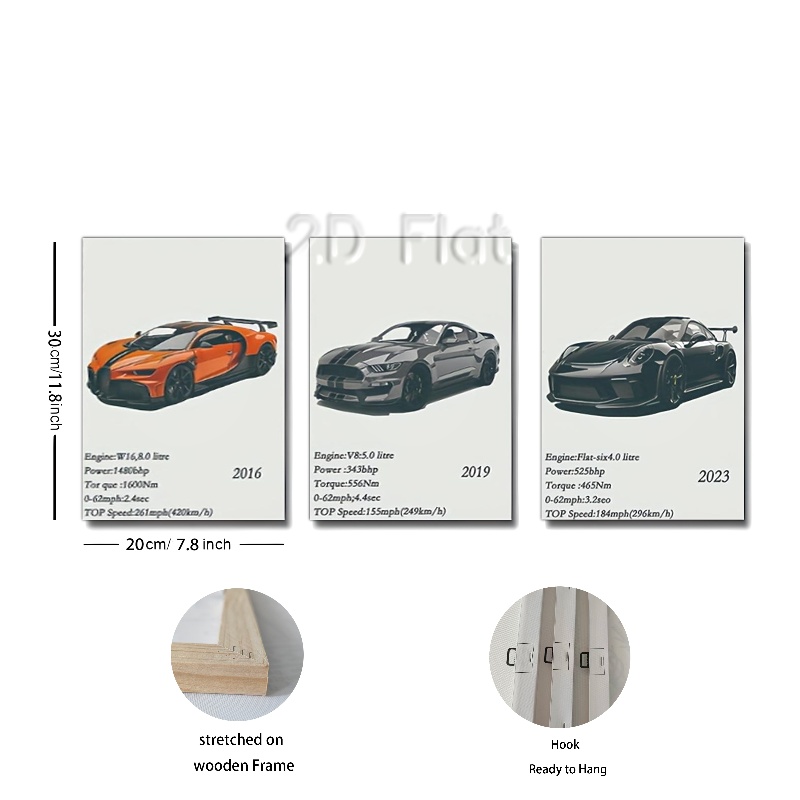 2D Flat
30cm/11.8inch
Engine:W16,8.0 litre
Power:1480bhp
Tor que :1600Nm
0-62mph:2.4sec
TOP Speed:261mph(420km/h)
2016
Engine:V8:5.0 litre
Power :343bhp
Torque:556Nm
0-62mph;4.4sec
TOP Speed:155mph(249km/h)
2019
Engine:Flat-six4.0 litre
Power:525bhp
Torque :465Nm
0-62mph:3.2seo
TOP Speed:184mph(296km/h)
2023
20cm/ 7.8 inch
stretched on
wooden Frame
Hook
Ready to Hang